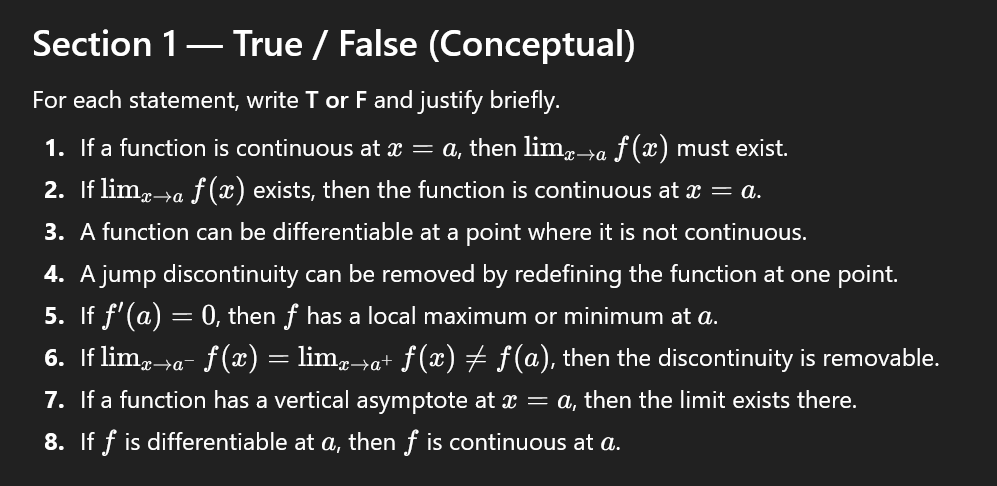 Section 1 — True / False (Conceptual)
For each statement, write T or F and justify briefly.
1. If a function is continuous at x = a, then limₓ→ₐ f(x) must exist.
2. If limₓ→ₐ f(x) exists, then the function is continuous at x = a.
3. A function can be differentiable at a point where it is not continuous.
4. A jump discontinuity can be removed by redefining the function at one point.
5. If f′(a) = 0, then f has a local maximum or minimum at a.
6. If limₓ→ₐ⁻ f(x) = limₓ→ₐ⁺ f(x) ≠ f(a), then the discontinuity is removable.
7. If a function has a vertical asymptote at x = a, then the limit exists there.
8. If f is differentiable at a, then f is continuous at a.